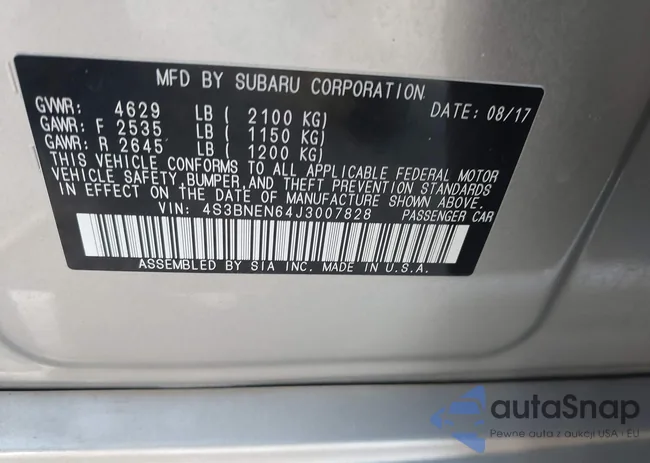 MFD BY SUBARU CORPORATION DATE: 08/17
GVWR: 4629 LB ( 2100 KG)
GAWR: F 2535 LB ( 1150 KG)
GAWR: R 2645 LB ( 1200 KG)
THIS VEHICLE CONFORMS TO ALL APPLICABLE FEDERAL MOTOR
VEHICLE SAFETY, BUMPER, AND THEFT PREVENTION STANDARDS
IN EFFECT ON THE DATE OF MANUFACTURE SHOWN ABOVE.
VIN: 4S3BNEN64J3007828 PASSENGER CAR
ASSEMBLED BY SIA INC. MADE IN U.S.A.
autoSnap
Pewne auta z aukcji USA i EU